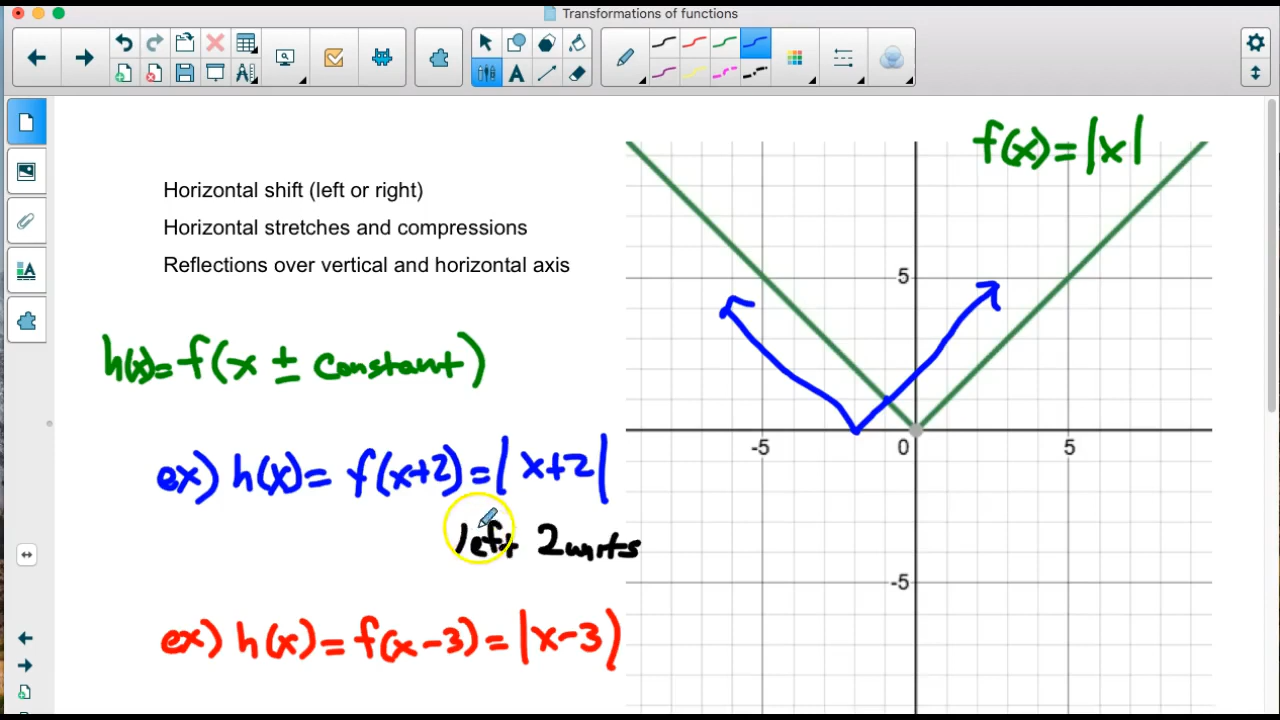 Transformations of functions
Horizontal shift (left or right)
Horizontal stretches and compressions
Reflections over vertical and horizontal axis
f(x)=|x|
h(x)=f(x ± constant)
ex) h(x)= f(x+2)=|x+2|
left 2 units
ex) h(x)=f(x-3)=|x-3|
5
-5 0 5
-5